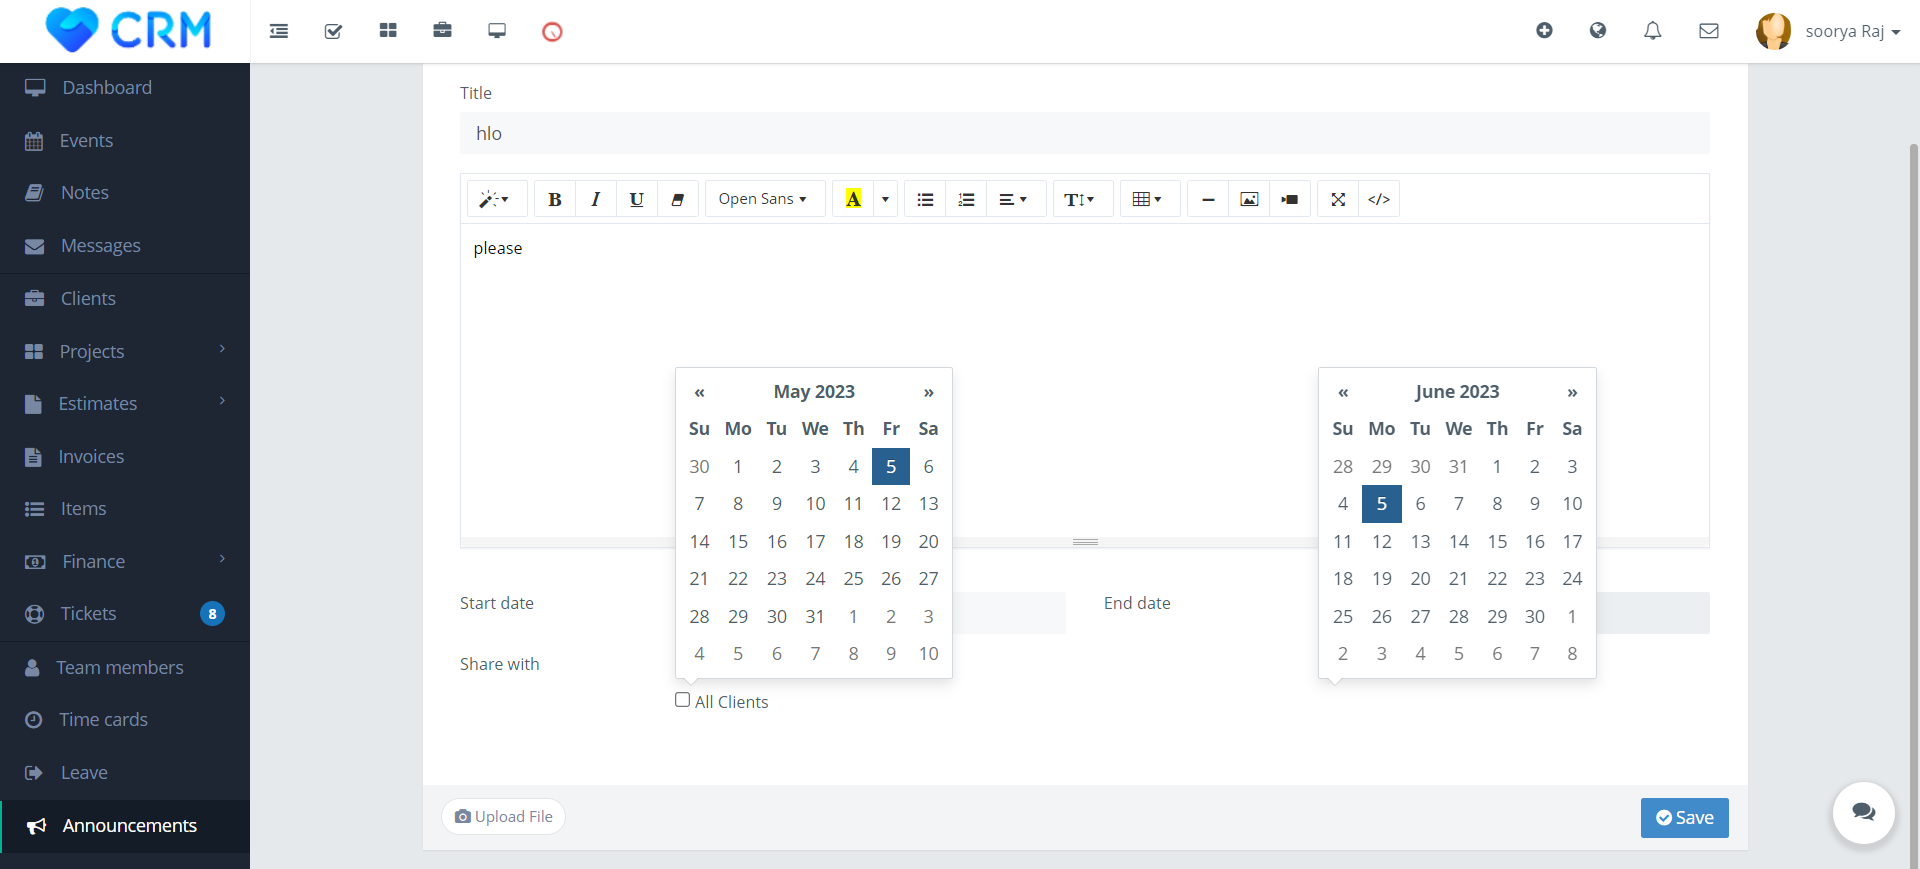 CRM
soorya Raj
Dashboard
Events
Notes
Messages
Clients
Projects
Estimates
Invoices
Items
Finance
Tickets 8
Team members
Time cards
Leave
Announcements
Title
hlo
B I U Open Sans A T </>
please
« May 2023 »
Su Mo Tu We Th Fr Sa
30 1 2 3 4 5 6
7 8 9 10 11 12 13
14 15 16 17 18 19 20
21 22 23 24 25 26 27
28 29 30 31 1 2 3
4 5 6 7 8 9 10
« June 2023 »
Su Mo Tu We Th Fr Sa
28 29 30 31 1 2 3
4 5 6 7 8 9 10
11 12 13 14 15 16 17
18 19 20 21 22 23 24
25 26 27 28 29 30 1
2 3 4 5 6 7 8
Start date
End date
Share with
All Clients
Upload File
Save